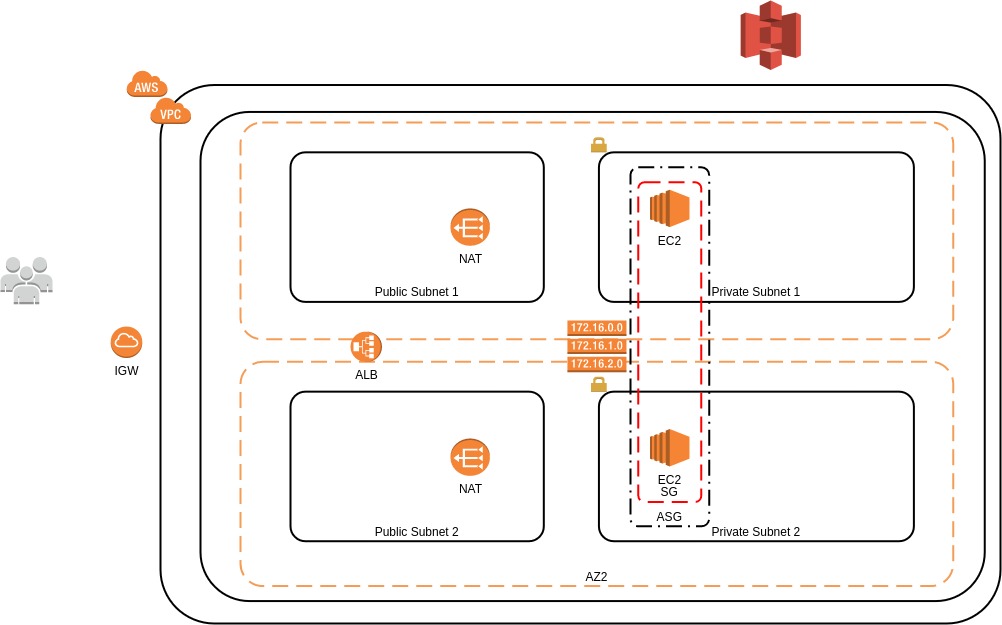 AWS
VPC
EC2
NAT
Public Subnet 1
Private Subnet 1
172.16.0.0
172.16.1.0
172.16.2.0
IGW
ALB
EC2
SG
NAT
ASG
Public Subnet 2
Private Subnet 2
AZ2